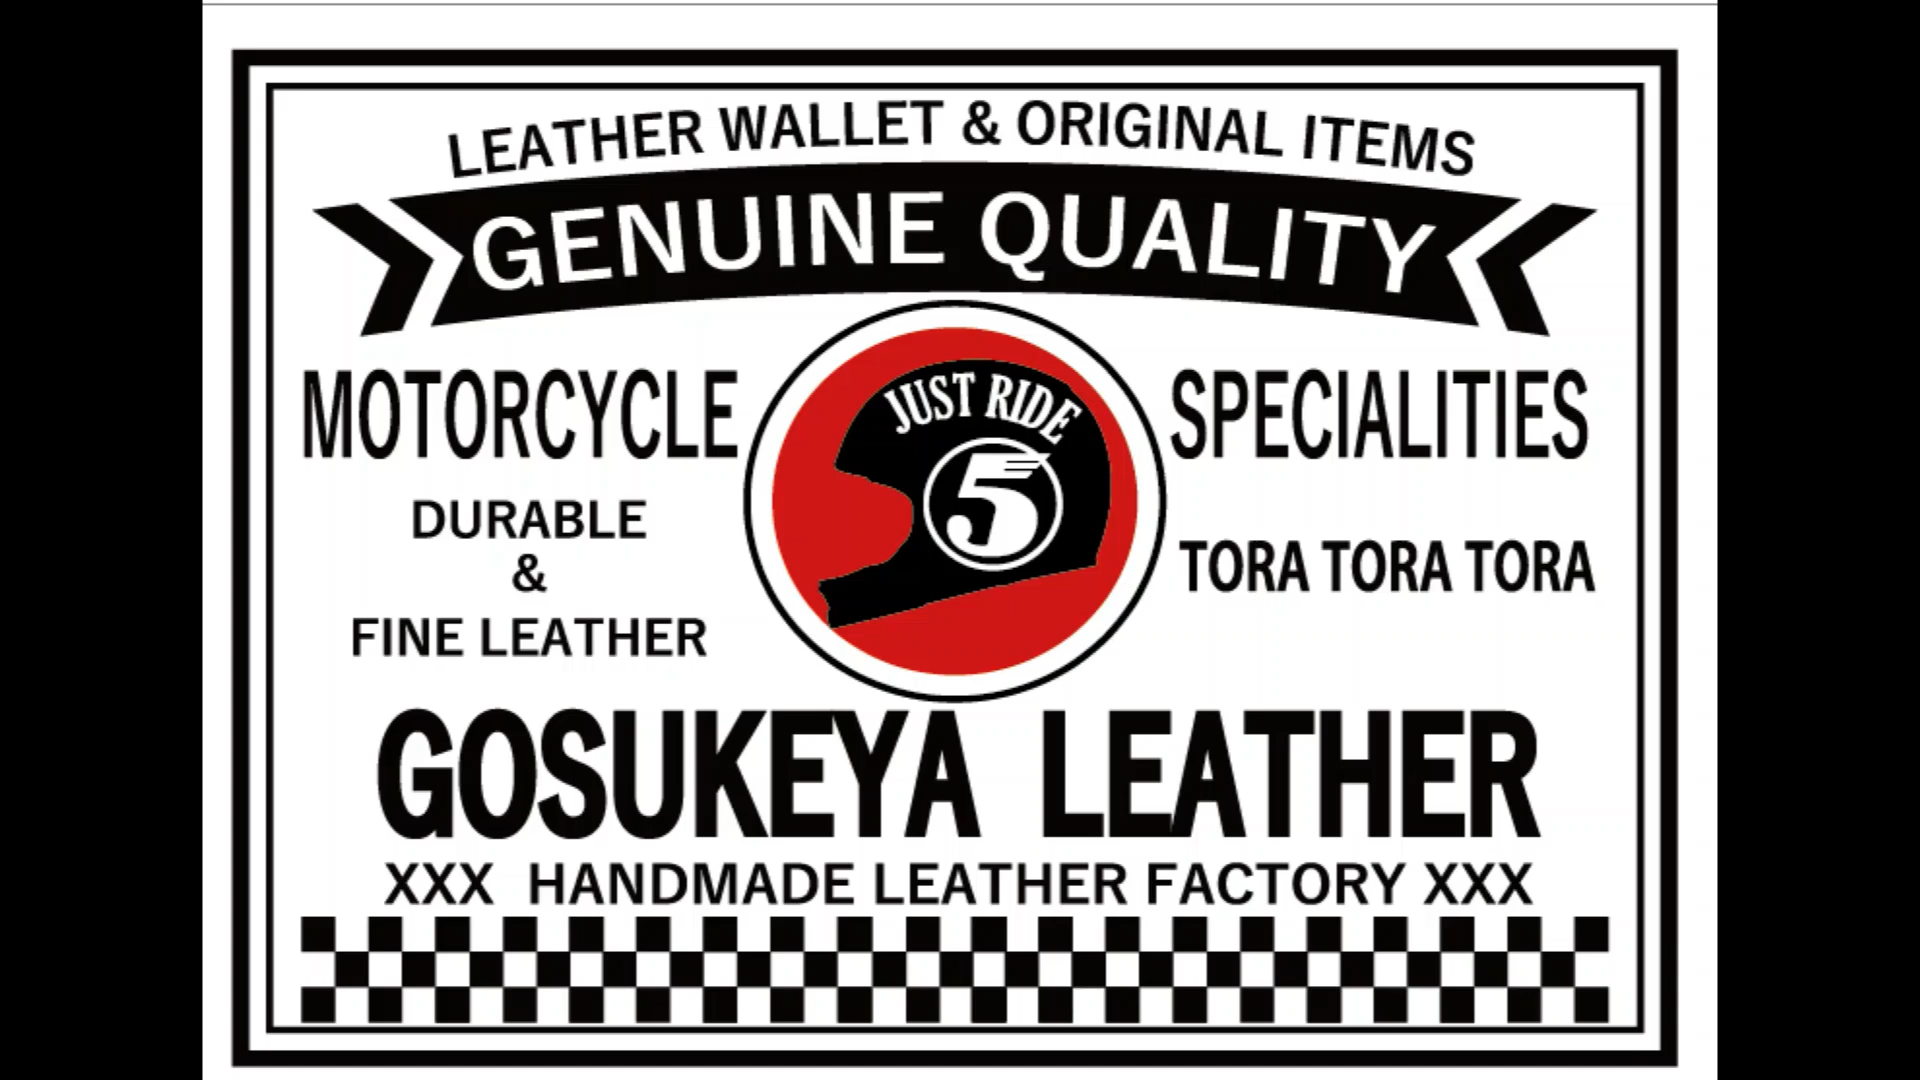 LEATHER WALLET & ORIGINAL ITEMS
GENUINE QUALITY
MOTORCYCLE
JUST RIDE
5
SPECIALITIES
DURABLE
&
FINE LEATHER
TORA TORA TORA
GOSUKEYA LEATHER
XXX HANDMADE LEATHER FACTORY XXX